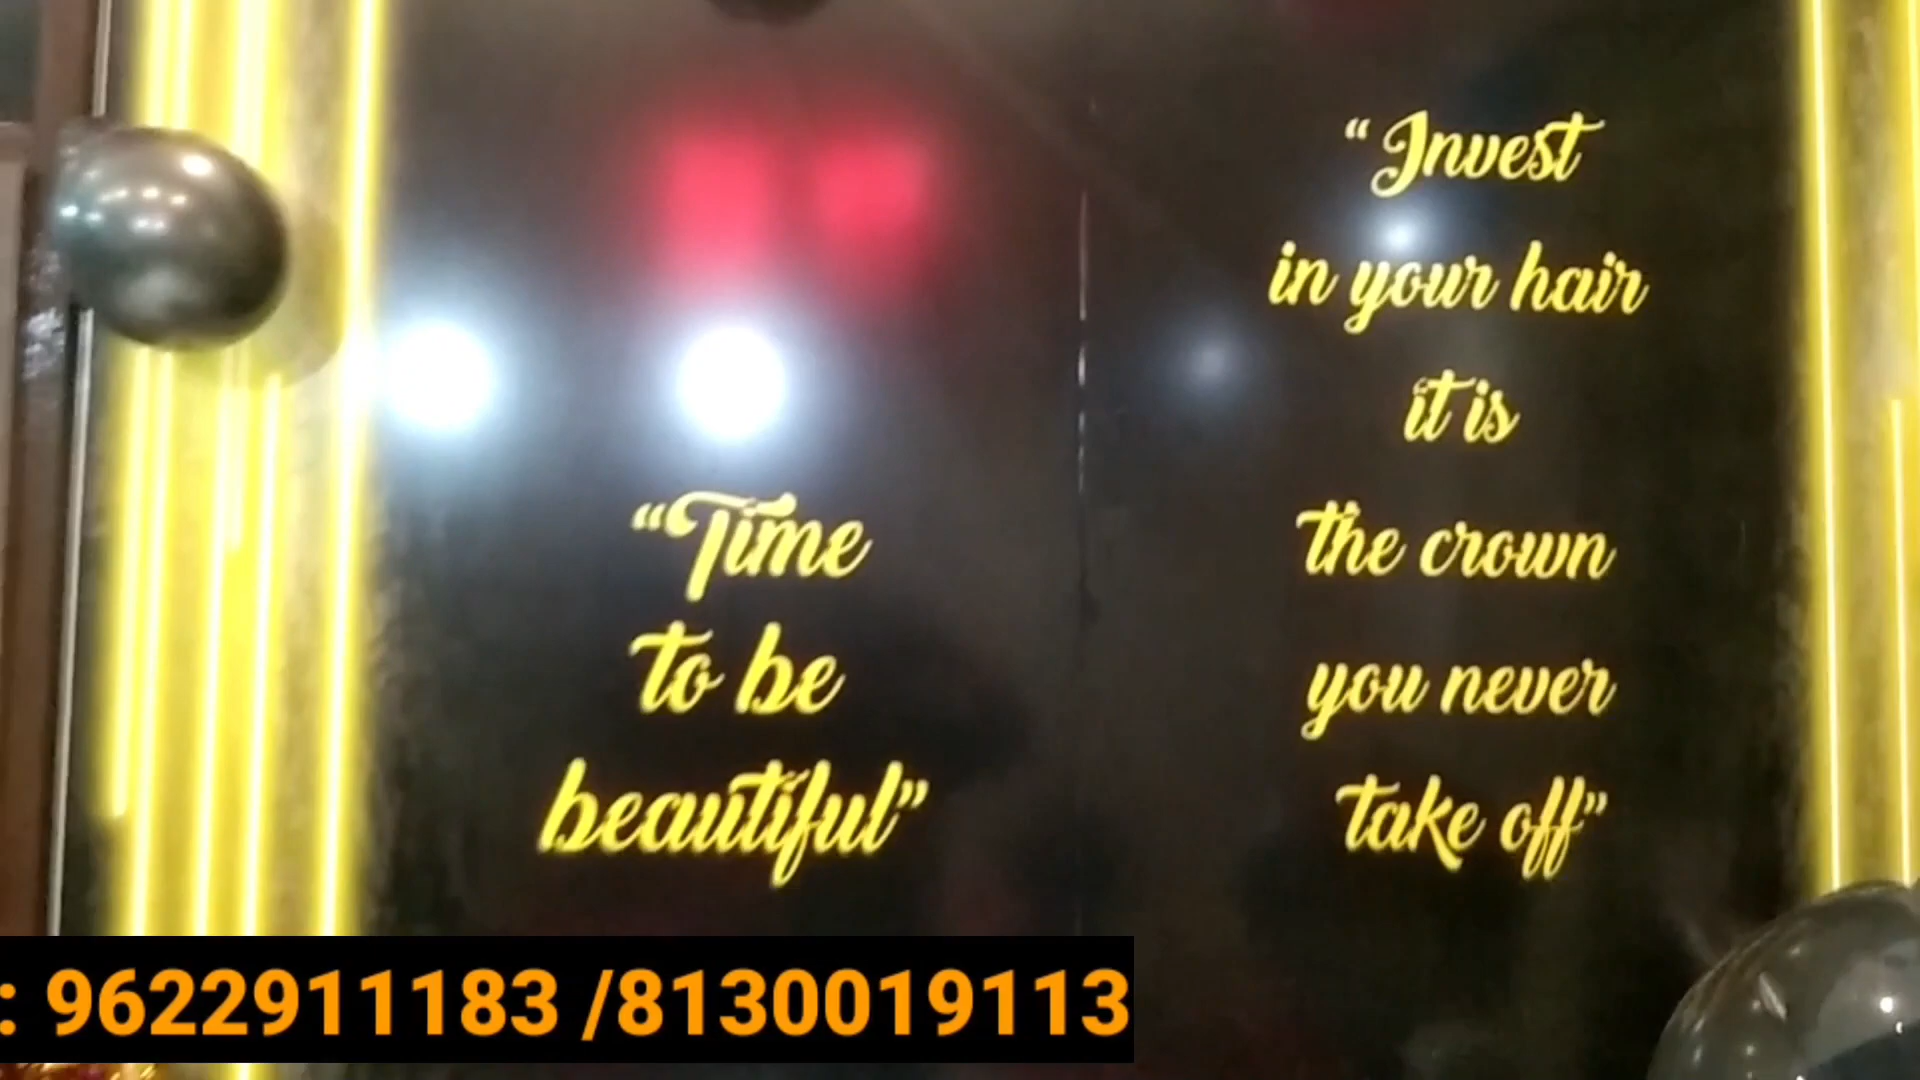 “Time
to be
beautiful”
“Invest
in your hair
it is
the crown
you never
take off”
: 9622911183 /8130019113